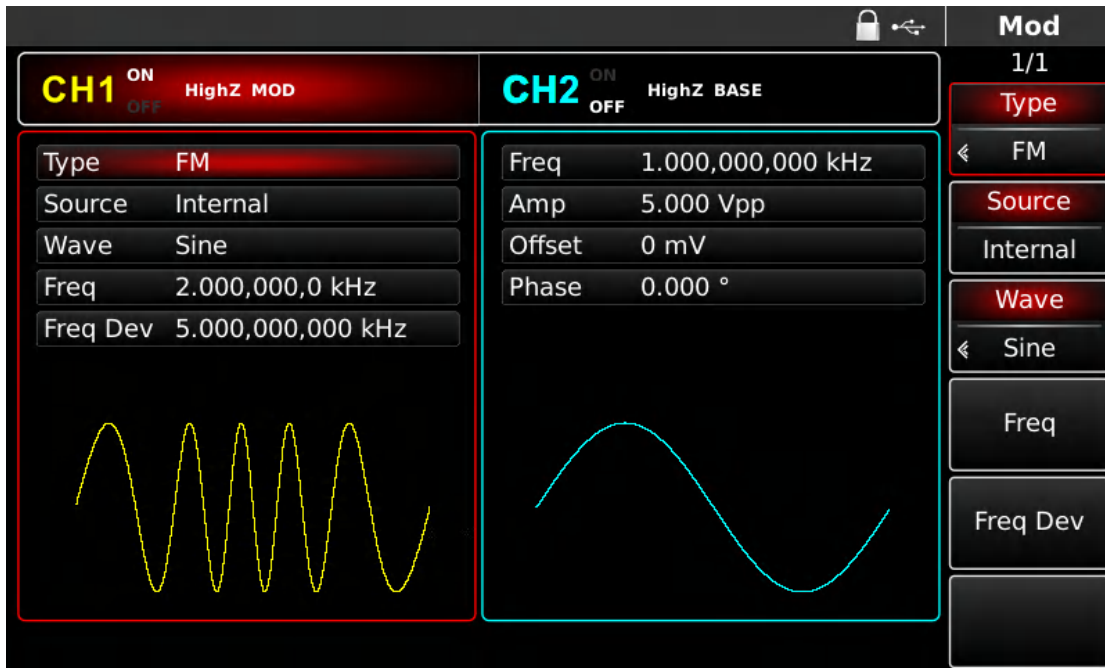 Mod
1/1
CH1 ON OFF HighZ MOD
CH2 ON OFF HighZ BASE
Type FM
Source Internal
Wave Sine
Freq 2.000,000,0 kHz
Freq Dev 5.000,000,000 kHz
Freq 1.000,000,000 kHz
Amp 5.000 Vpp
Offset 0 mV
Phase 0.000 °
Type
FM
Source
Internal
Wave
Sine
Freq
Freq Dev